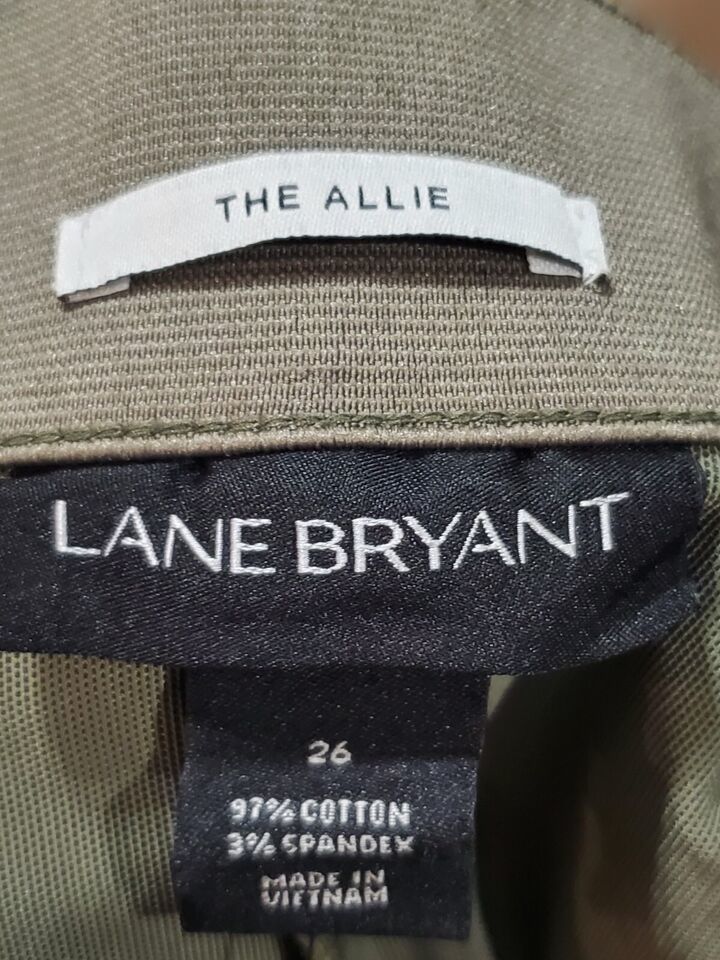 THE ALLIE
LANE BRYANT
26
97% COTTON
3% SPANDEX
MADE IN
VIETNAM